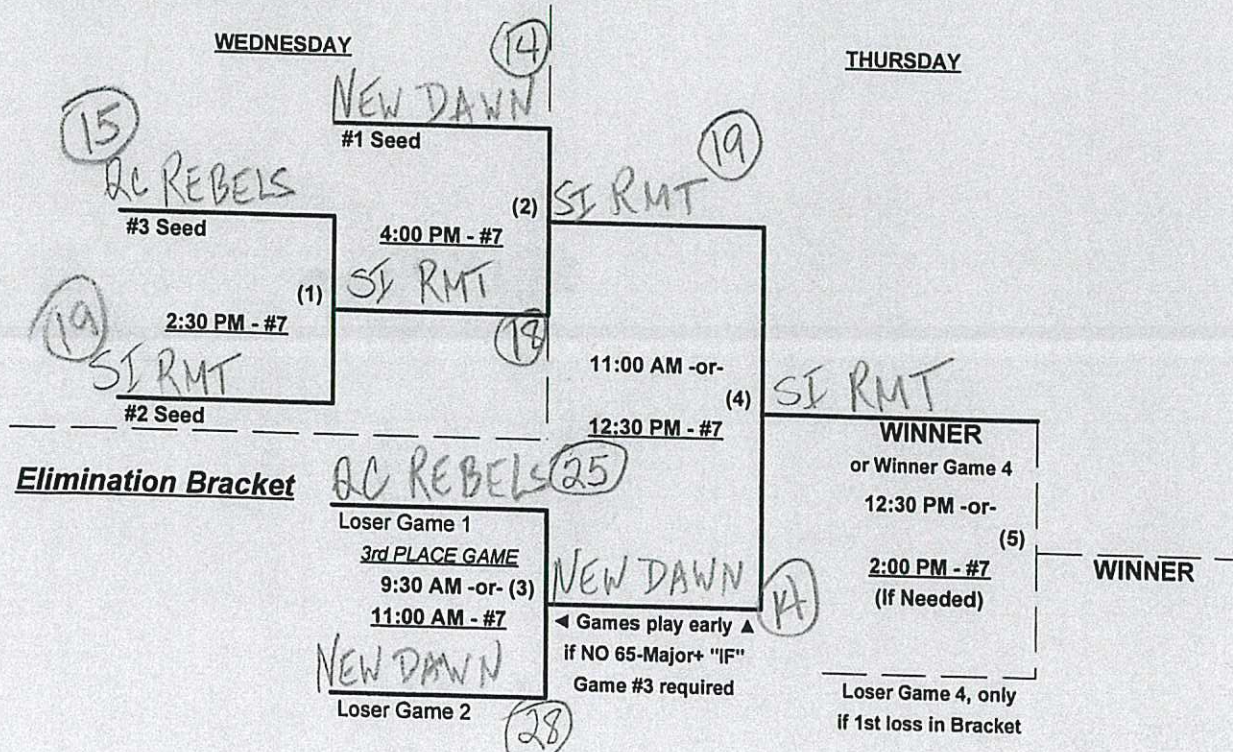 WEDNESDAY
THURSDAY
14
NEW DAWN
#1 Seed
15
QC REBELS
#3 Seed
(2)
4:00 PM - #7
SI RMT
19
(1)
2:30 PM - #7
SI RMT
18
19
SI RMT
#2 Seed
11:00 AM -or-
(4)
12:30 PM - #7
SI RMT
WINNER
or Winner Game 4
12:30 PM -or-
(5)
2:00 PM - #7
(If Needed)
WINNER
Loser Game 4, only
if 1st loss in Bracket
Elimination Bracket
QC REBELS 25
Loser Game 1
3rd PLACE GAME
9:30 AM -or- (3)
11:00 AM - #7
NEW DAWN
14
◄ Games play early ▲
if NO 65-Major+ "IF"
Game #3 required
NEW DAWN
Loser Game 2
28